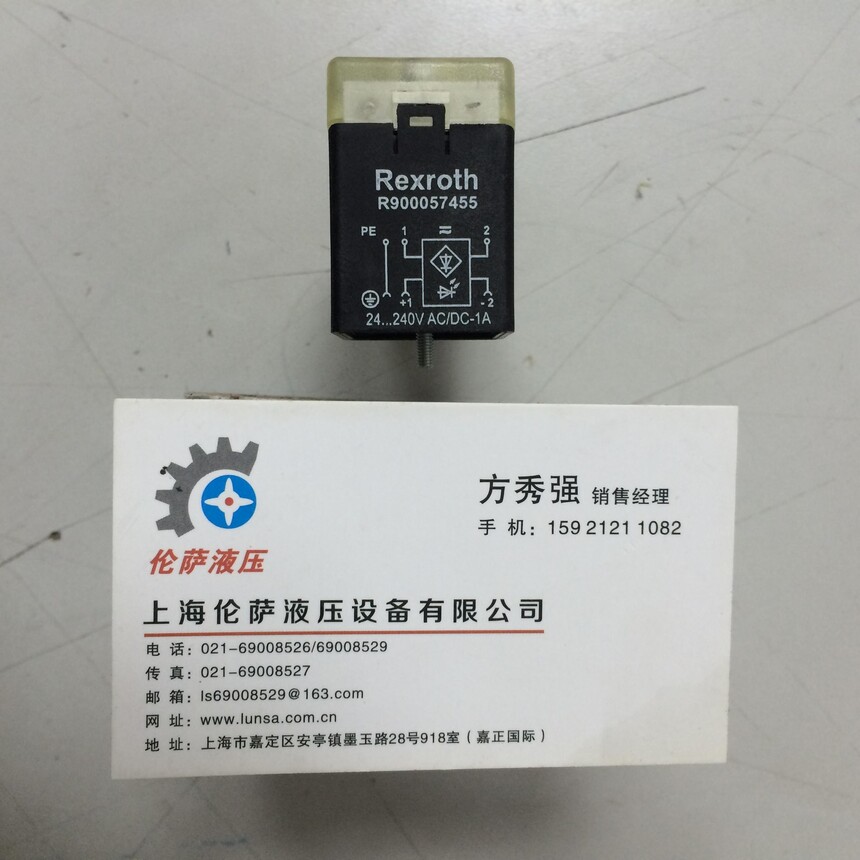 Rexroth
R900057455
PE 1 2
+1 -2
24...240V AC/DC-1A
方秀强 销售经理
手 机：159 2121 1082
伦萨液压
上海伦萨液压设备有限公司
电 话：021-69008526/69008529
传 真：021-69008527
邮 箱：ls69008529@163.com
网 址：www.lunsa.com.cn
地 址：上海市嘉定区安亭镇墨玉路28号918室（嘉正国际）